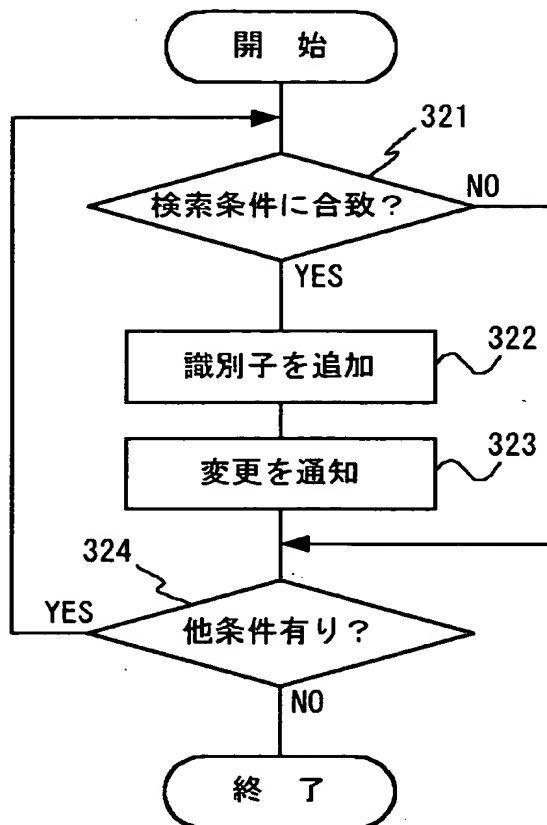 開 始
321
検索条件に合致?
NO
YES
識別子を追加
322
変更を通知
323
324
YES
他条件有り?
NO
終 了